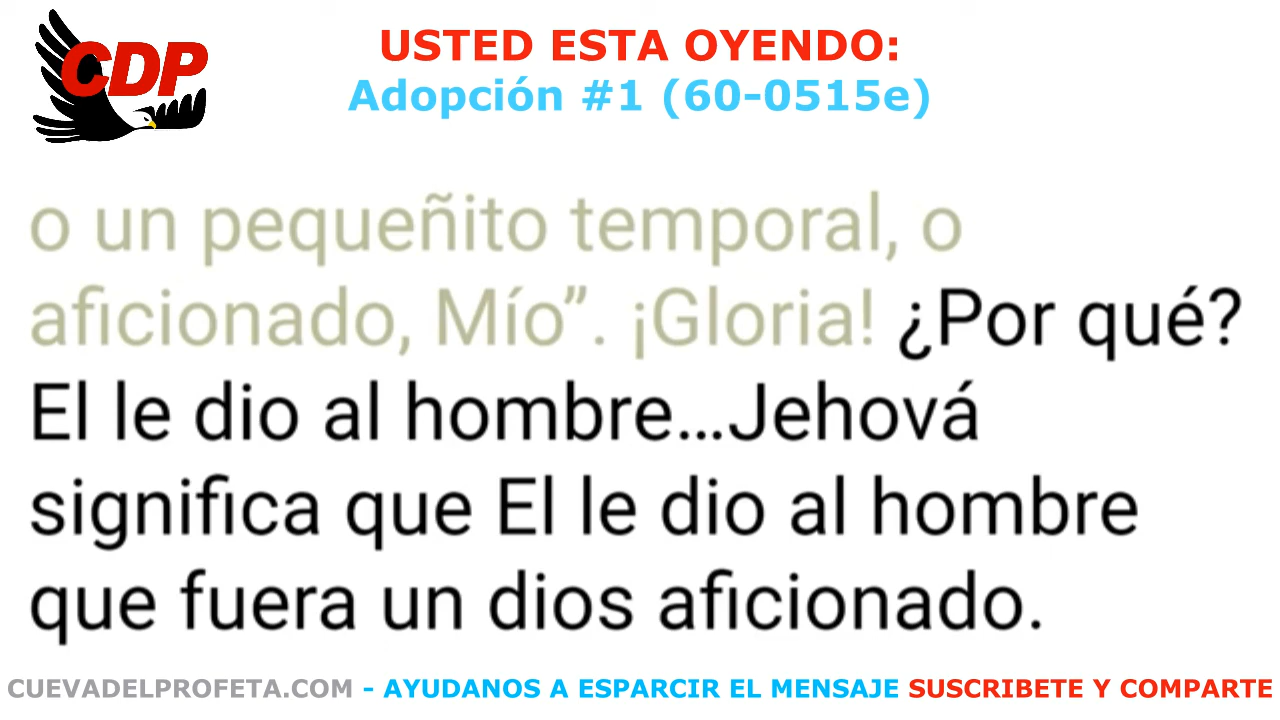 CDP
USTED ESTA OYENDO:
Adopción #1 (60-0515e)
o un pequeñito temporal, o
aficionado, Mío”. ¡Gloria! ¿Por qué?
El le dio al hombre...Jehová
significa que El le dio al hombre
que fuera un dios aficionado.
CUEVADELPROFETA.COM - AYUDANOS A ESPARCIR EL MENSAJE SUSCRIBETE Y COMPARTE